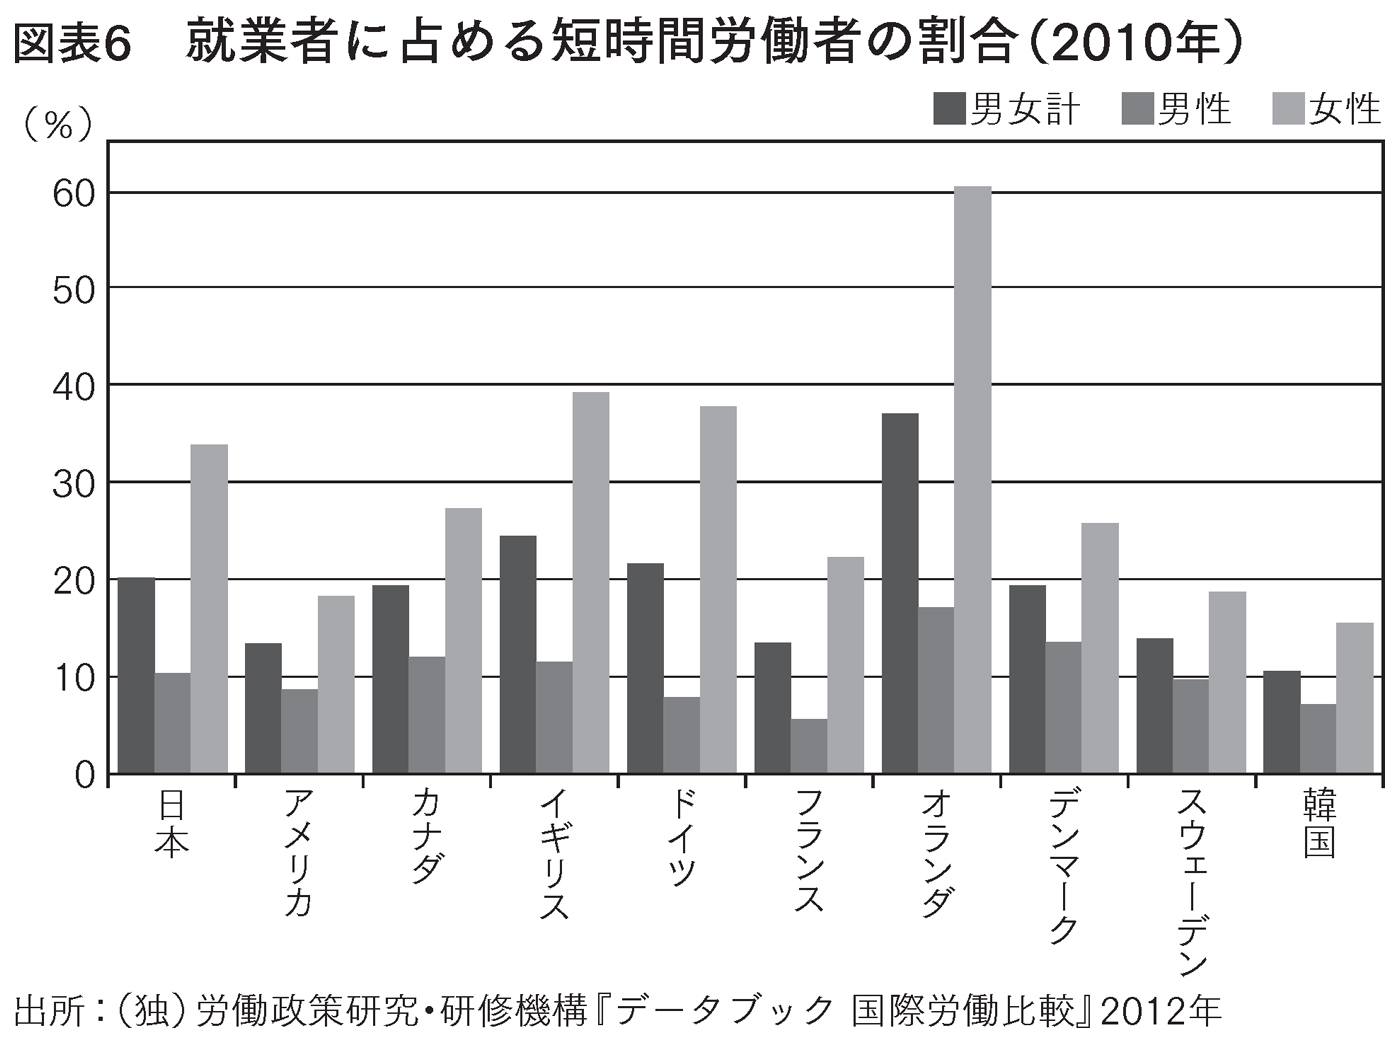 図表6 就業者に占める短時間労働者の割合（2010年）
（%）
男女計 男性 女性
60
50
40
30
20
10
0
日本
アメリカ
カナダ
イギリス
ドイツ
フランス
オランダ
デンマーク
スウェーデン
韓国
出所：（独）労働政策研究・研修機構『データブック 国際労働比較』2012年